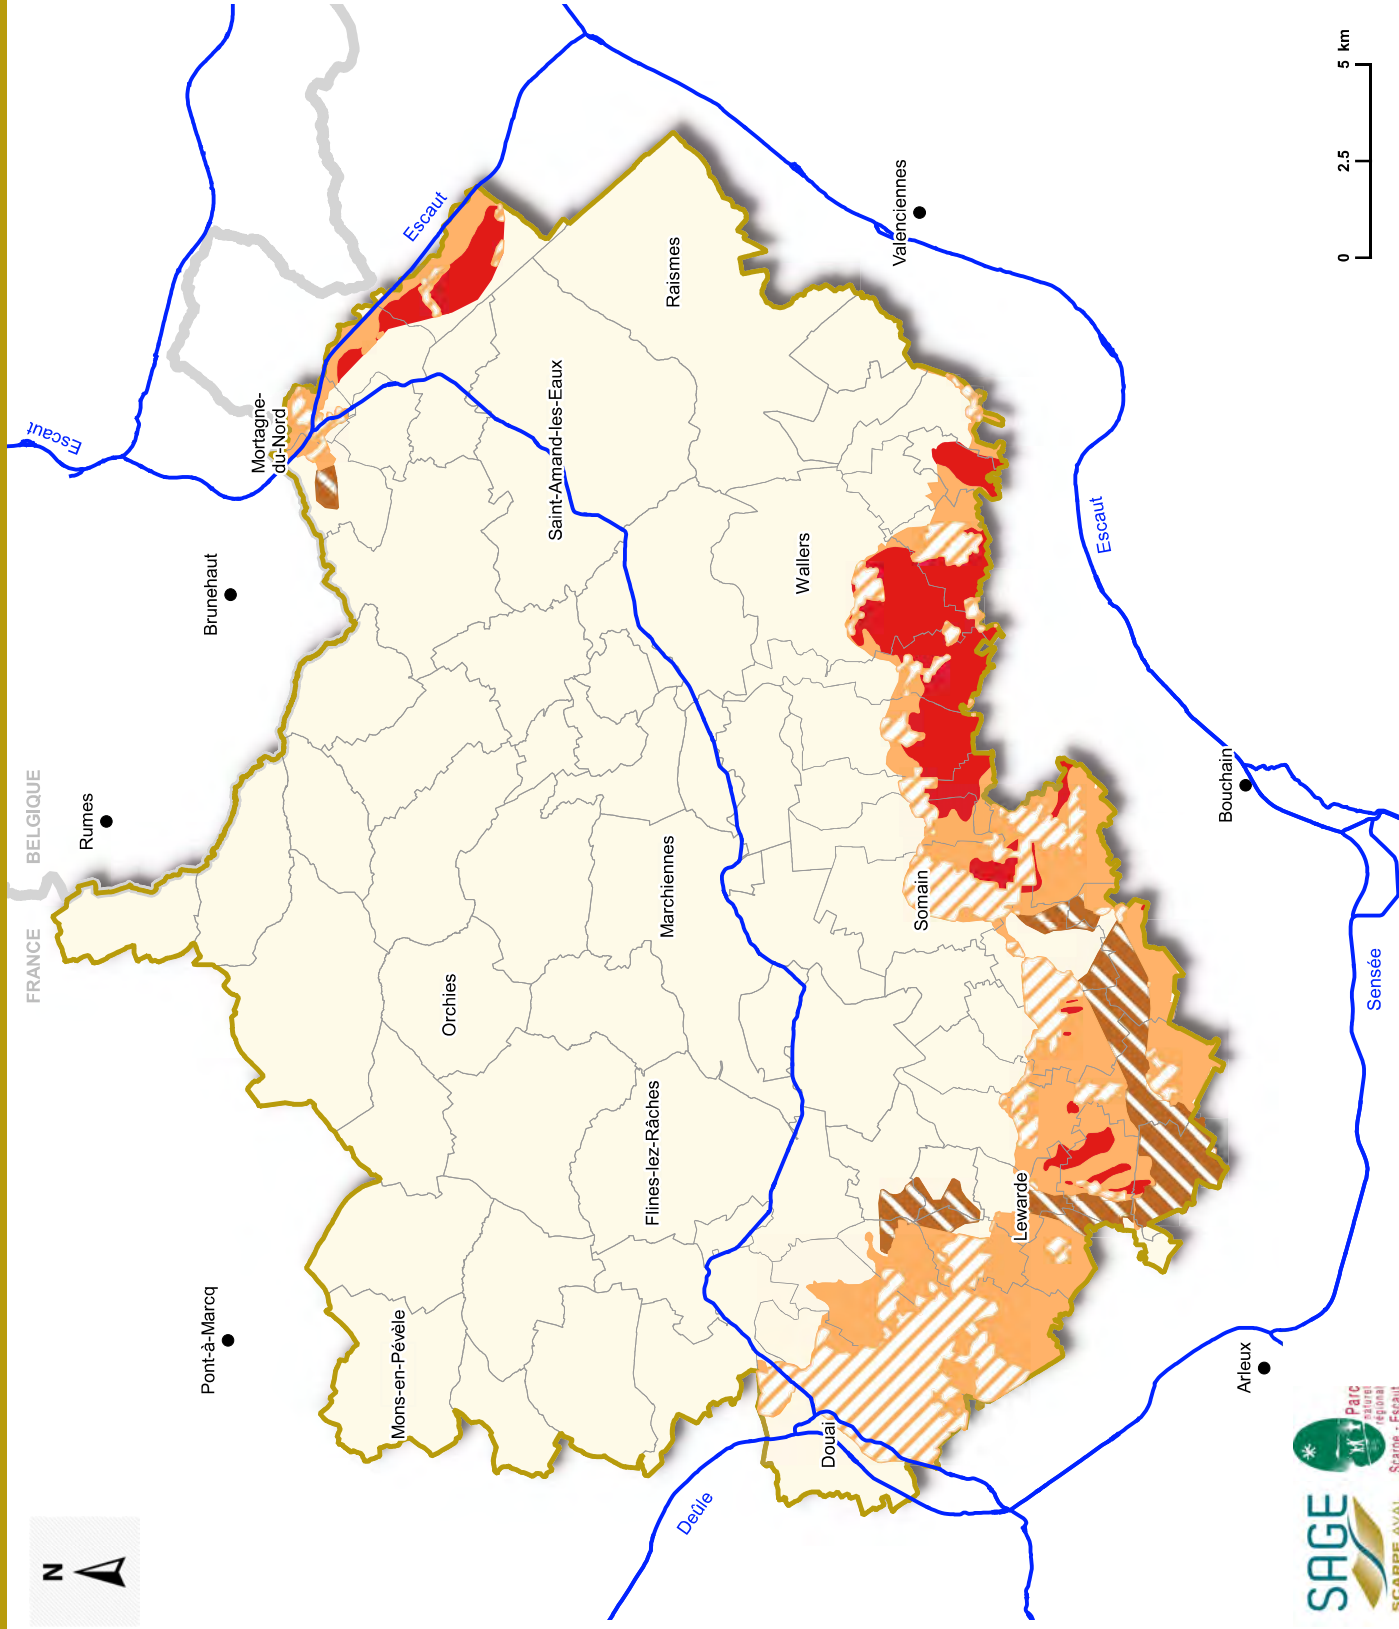 N
FRANCE
BELGIQUE
Rumes
Pont-à-Marcq
Brunehaut
Escaut
Mortagne-
du-Nord
Escaut
Mons-en-Pévèle
Orchies
Saint-Amand-les-Eaux
Flines-lez-Râches
Marchiennes
Raismes
Deûle
Douai
Wallers
Valenciennes
Somain
Lewarde
Escaut
Arleux
Bouchain
Sensée
0
2.5
5 km
SAGE
SCARPE AVAL
Parc
naturel
régional
Scarpe - Escaut